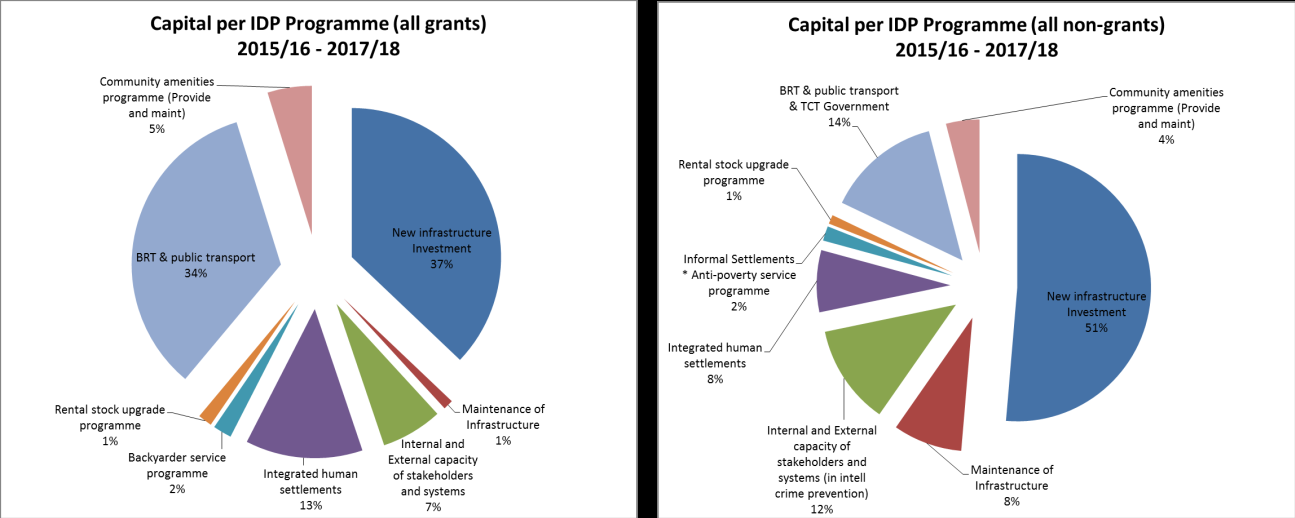 Capital per IDP Programme (all grants)
2015/16 - 2017/18
Community amenities
programme (Provide
and maint)
5%
New infrastructure
Investment
37%
BRT & public transport
34%
Rental stock upgrade
programme
1%
Backyarder service
programme
2%
Integrated human
settlements
13%
Internal and
External capacity
of stakeholders
and systems
7%
Maintenance of
Infrastructure
1%
Capital per IDP Programme (all non-grants)
2015/16 - 2017/18
BRT & public transport
& TCT Government
14%
Community amenities
programme (Provide
and maint)
4%
Rental stock upgrade
programme
1%
Informal Settlements
* Anti-poverty service
programme
2%
New infrastructure
Investment
51%
Integrated human
settlements
8%
Internal and External
capacity of
stakeholders and
systems (in intell
crime prevention)
12%
Maintenance of
Infrastructure
8%